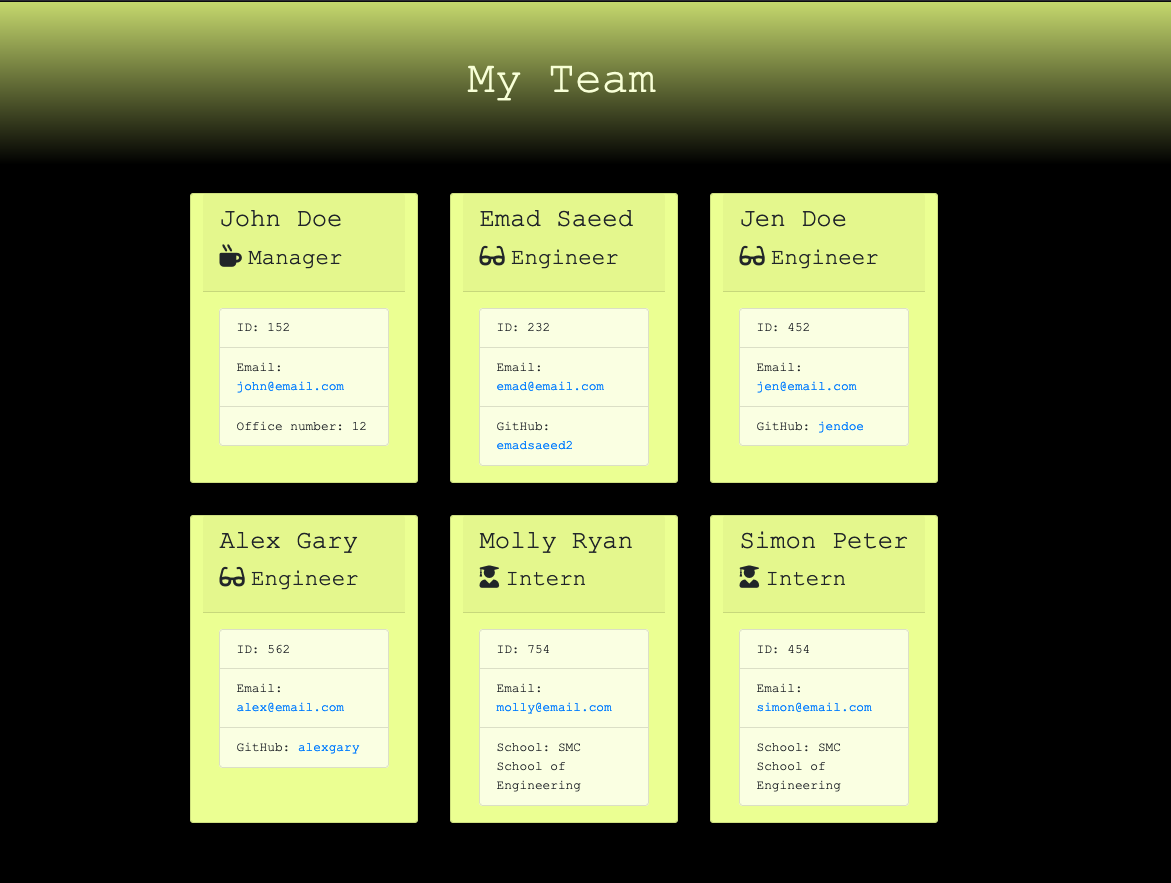 My Team
John Doe
Manager
ID: 152
Email:
john@email.com
Office number: 12
Emad Saeed
Engineer
ID: 232
Email:
emad@email.com
GitHub:
emadsaeed2
Jen Doe
Engineer
ID: 452
Email:
jen@email.com
GitHub: jendoe
Alex Gary
Engineer
ID: 562
Email:
alex@email.com
GitHub: alexgary
Molly Ryan
Intern
ID: 754
Email:
molly@email.com
School: SMC
School of
Engineering
Simon Peter
Intern
ID: 454
Email:
simon@email.com
School: SMC
School of
Engineering